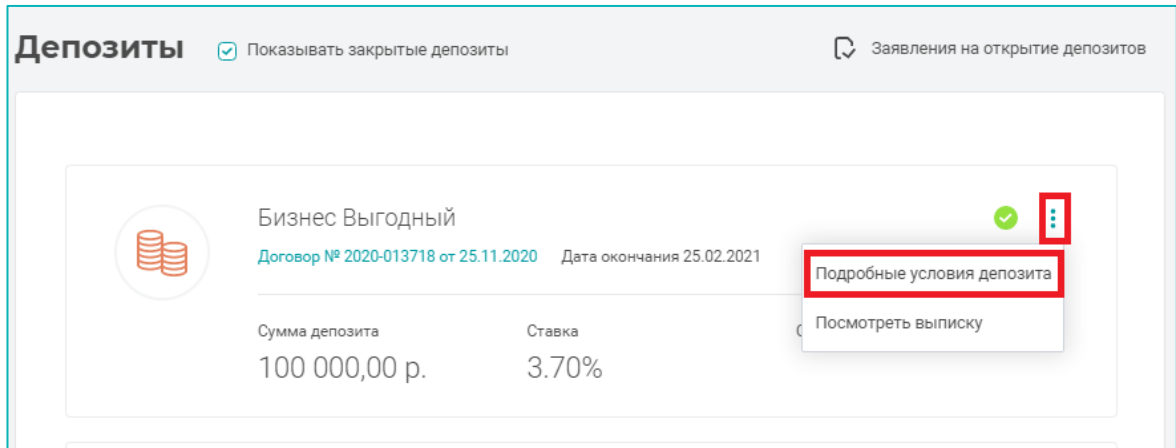 Депозиты
Показывать закрытые депозиты
Заявления на открытие депозитов
Бизнес Выгодный
Договор № 2020-013718 от 25.11.2020 Дата окончания 25.02.2021
Подробные условия депозита
Посмотреть выписку
Сумма депозита Ставка
100 000,00 р. 3.70%